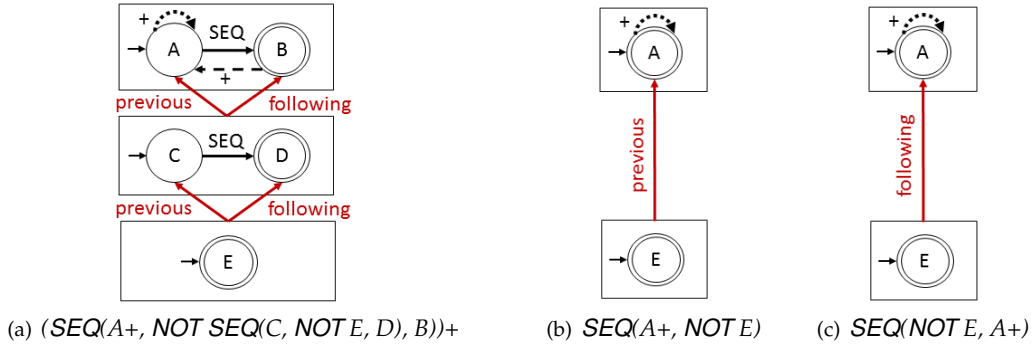 +
A
SEQ
B
+
previous
following
C
SEQ
D
previous
following
E
(a) (SEQ(A+, NOT SEQ(C, NOT E, D), B))+
+
A
previous
E
(b) SEQ(A+, NOT E)
+
A
following
E
(c) SEQ(NOT E, A+)